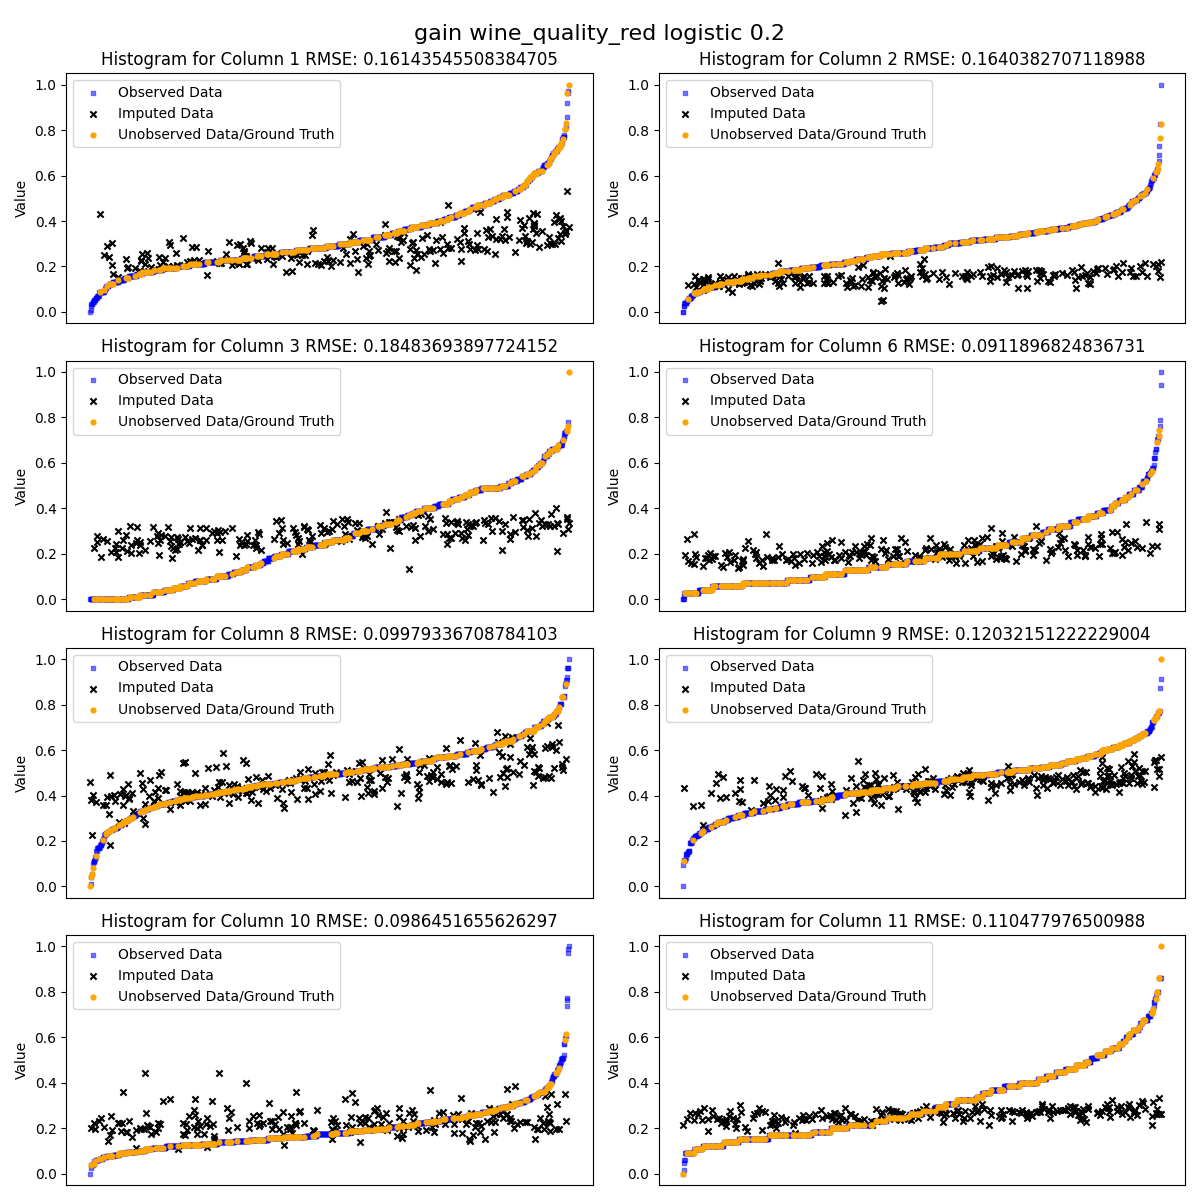 gain wine_quality_red logistic 0.2
Histogram for Column 1 RMSE: 0.16143545508384705
Histogram for Column 2 RMSE: 0.1640382707118988
1.0
0.8
0.6
0.4
0.2
0.0
Value
Observed Data
Imputed Data
Unobserved Data/Ground Truth
1.0
0.8
0.6
0.4
0.2
0.0
Value
Observed Data
Imputed Data
Unobserved Data/Ground Truth
Histogram for Column 3 RMSE: 0.18483693897724152
Histogram for Column 6 RMSE: 0.0911896824836731
1.0
0.8
0.6
0.4
0.2
0.0
Value
Observed Data
Imputed Data
Unobserved Data/Ground Truth
1.0
0.8
0.6
0.4
0.2
0.0
Value
Observed Data
Imputed Data
Unobserved Data/Ground Truth
Histogram for Column 8 RMSE: 0.09979336708784103
Histogram for Column 9 RMSE: 0.12032151222229004
1.0
0.8
0.6
0.4
0.2
0.0
Value
Observed Data
Imputed Data
Unobserved Data/Ground Truth
1.0
0.8
0.6
0.4
0.2
0.0
Value
Observed Data
Imputed Data
Unobserved Data/Ground Truth
Histogram for Column 10 RMSE: 0.0986451655626297
Histogram for Column 11 RMSE: 0.110477976500988
1.0
0.8
0.6
0.4
0.2
0.0
Value
Observed Data
Imputed Data
Unobserved Data/Ground Truth
1.0
0.8
0.6
0.4
0.2
0.0
Value
Observed Data
Imputed Data
Unobserved Data/Ground Truth